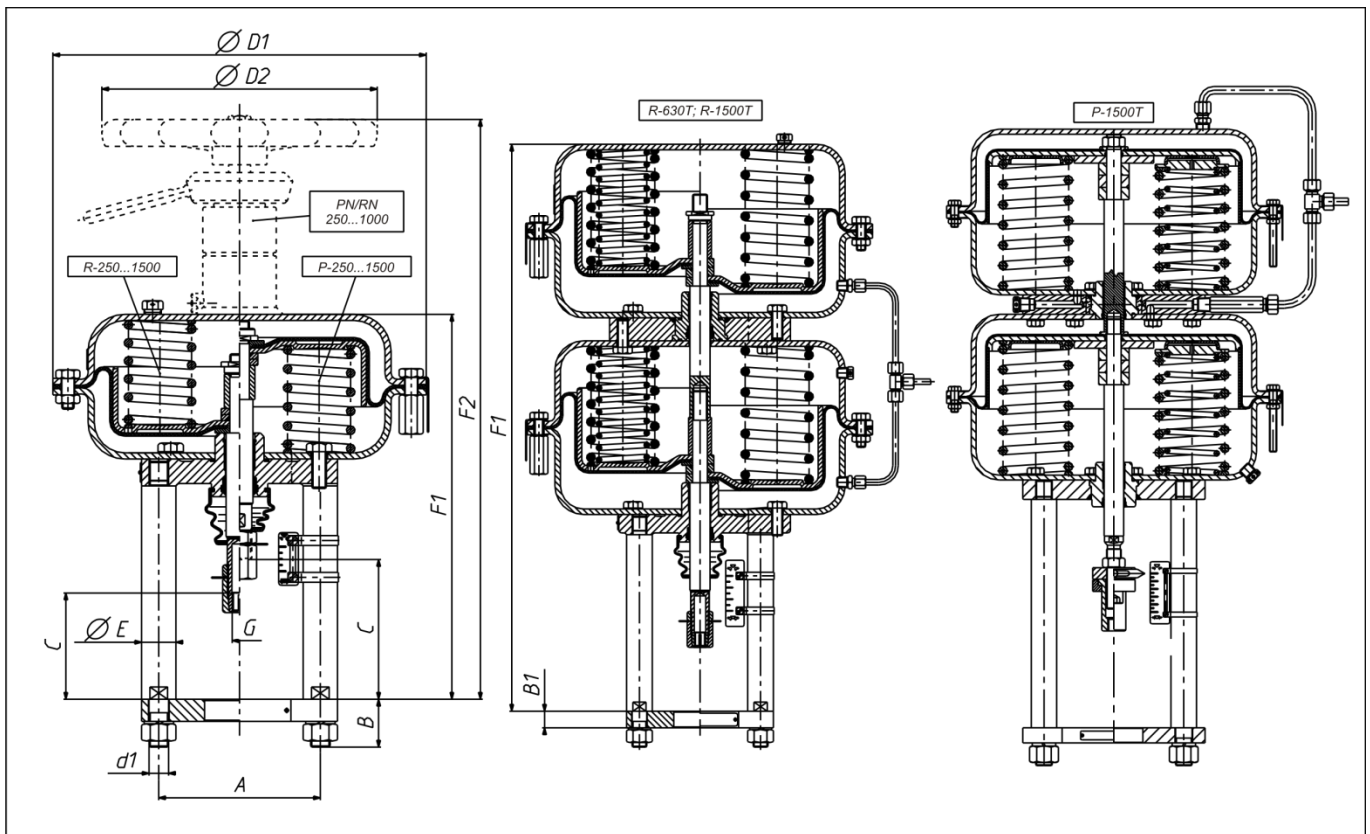 Ø D1
Ø D2
R-630T; R-1500T
P-1500T
PN/RN
250...1000
R-250...1500
P-250...1500
F2
F1
F1
C
Ø E
G
C
B1
B
d1
A